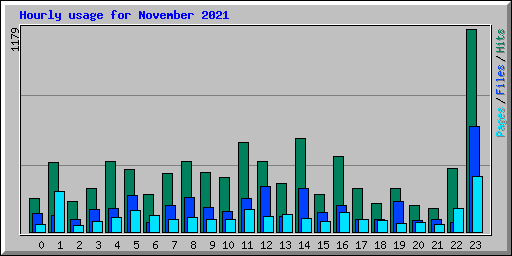 Hourly usage for November 2021
1179
Pages / Files / Hits
0 1 2 3 4 5 6 7 8 9 10 11 12 13 14 15 16 17 18 19 20 21 22 23